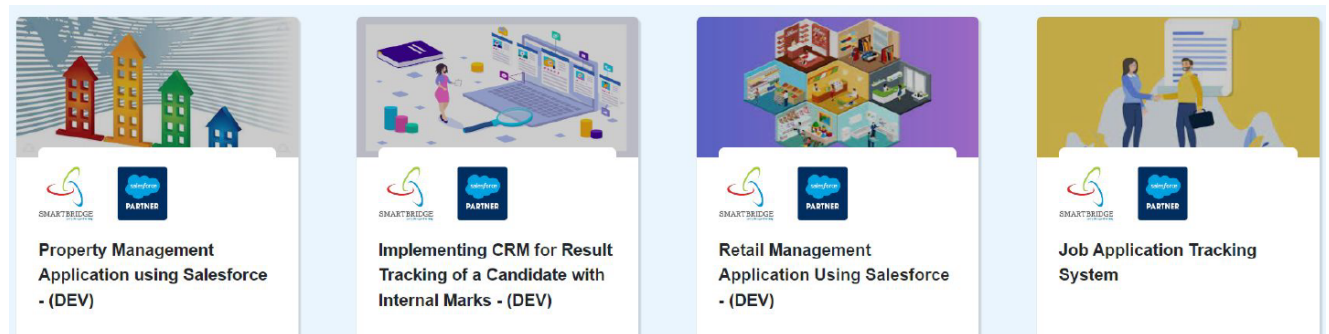 SMARTBRIDGE
salesforce
PARTNER
Property Management
Application using Salesforce
- (DEV)
SMARTBRIDGE
salesforce
PARTNER
Implementing CRM for Result
Tracking of a Candidate with
Internal Marks - (DEV)
SMARTBRIDGE
salesforce
PARTNER
Retail Management
Application Using Salesforce
- (DEV)
SMARTBRIDGE
salesforce
PARTNER
Job Application Tracking
System